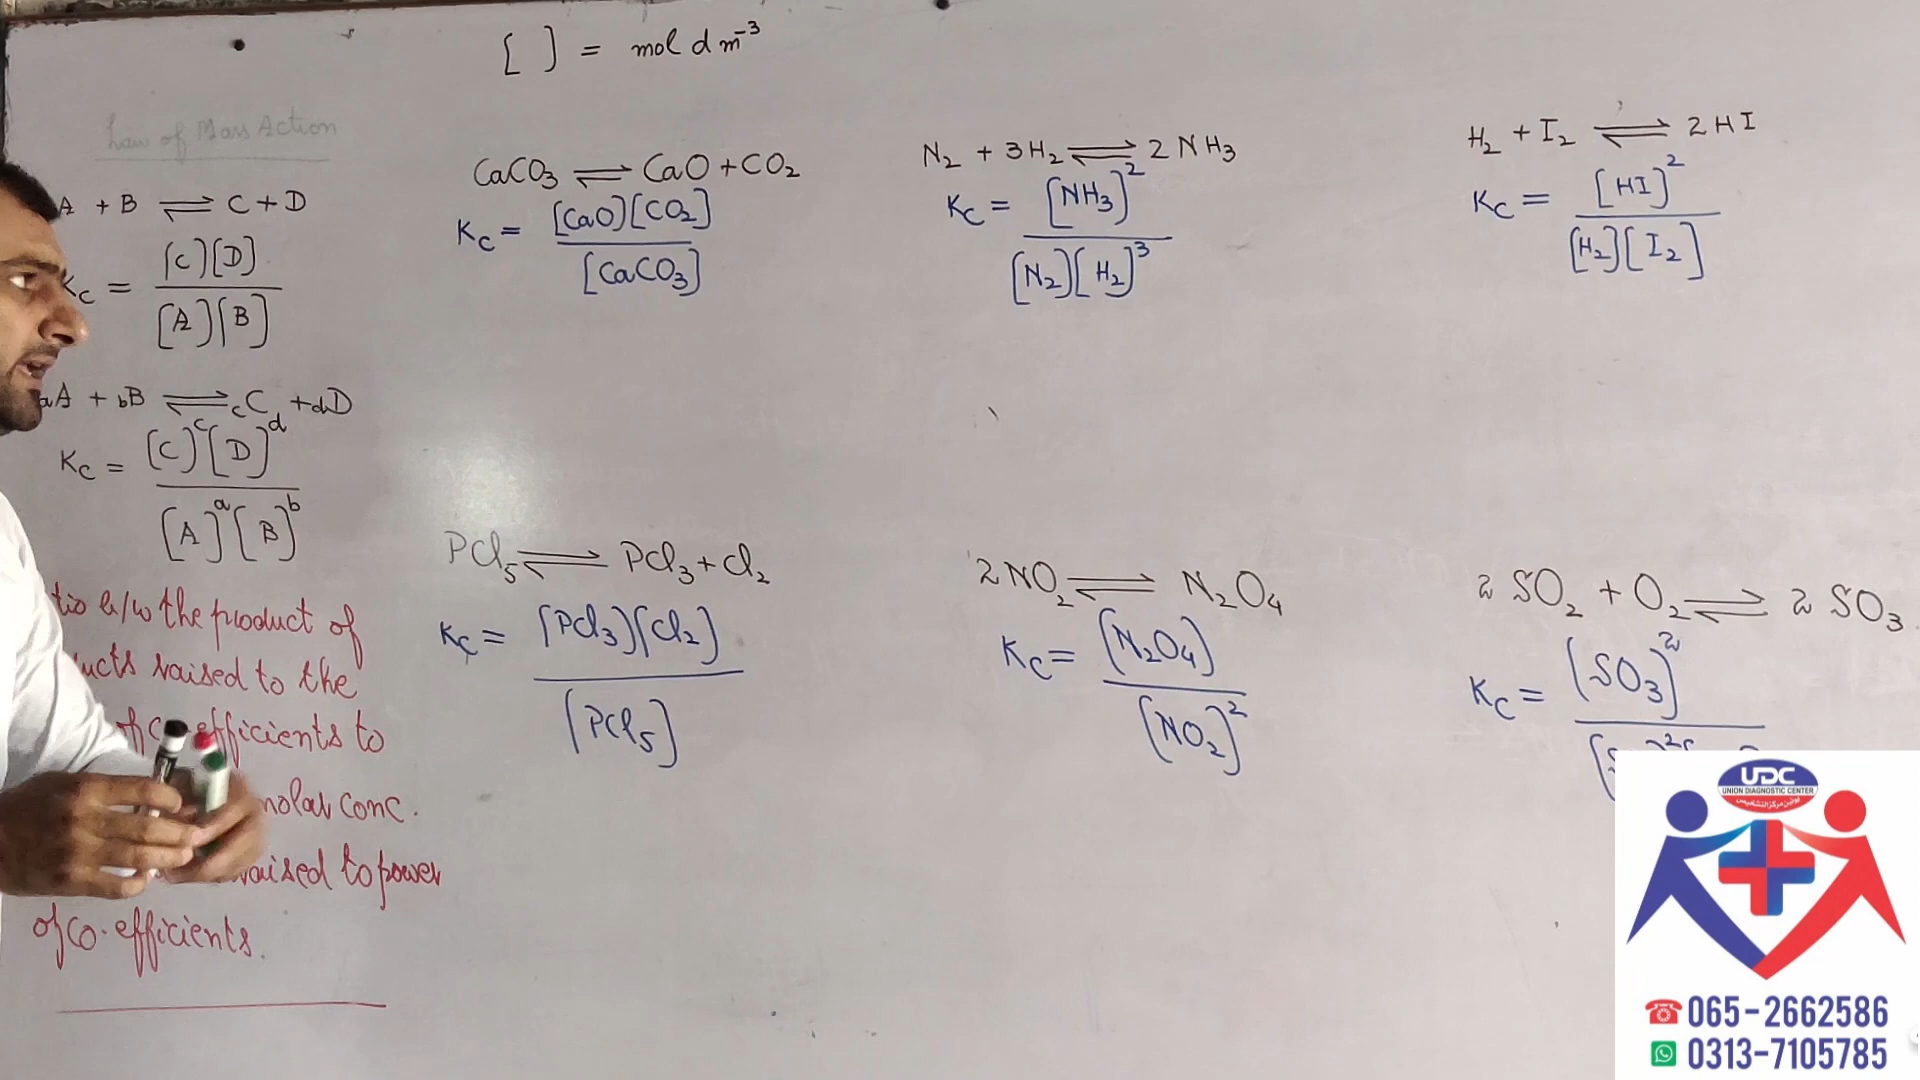 [ ] = mol dm⁻³
Law of Mass Action
A + B ⇌ C + D
Kc = [C][D]
[A][B]
aA + bB ⇌ cC + dD
Kc = [C]ᶜ[D]ᵈ
[A]ᵃ[B]ᵇ
b/w the product of
raised to the
efficients to
molar conc.
raised to power
of co-efficients.
CaCO₃ ⇌ CaO + CO₂
Kc = [CaO][CO₂]
[CaCO₃]
N₂ + 3H₂ ⇌ 2NH₃
Kc = [NH₃]²
[N₂][H₂]³
H₂ + I₂ ⇌ 2HI
Kc = [HI]²
[H₂][I₂]
PCl₅ ⇌ PCl₃ + Cl₂
Kc = [PCl₃][Cl₂]
[PCl₅]
2NO₂ ⇌ N₂O₄
Kc = [N₂O₄]
[NO₂]²
2SO₂ + O₂ ⇌ 2SO₃
Kc = [SO₃]²
UDC
UNION DIAGNOSTIC CENTER
065-2662586
0313-7105785